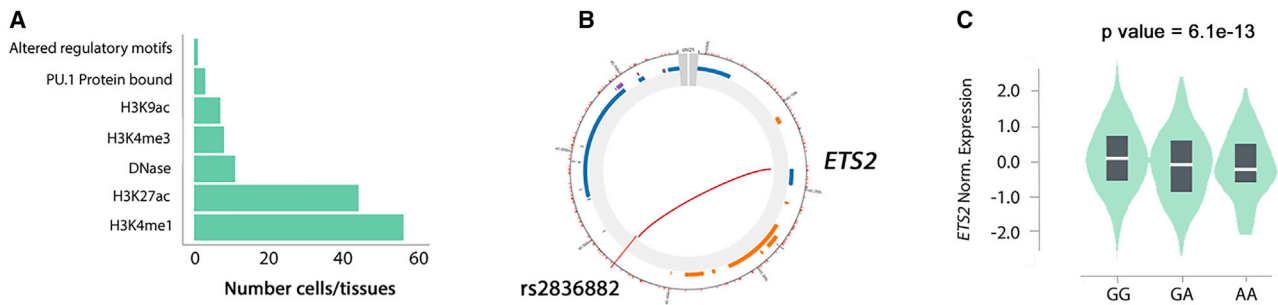 A
Altered regulatory motifs
PU.1 Protein bound
H3K9ac
H3K4me3
DNase
H3K27ac
H3K4me1
0
20
40
60
Number cells/tissues
B
chr21
ETS2
rs2836882
C
p value = 6.1e-13
ETS2 Norm. Expression
2.0
1.0
0.0
-1.0
-2.0
GG
GA
AA